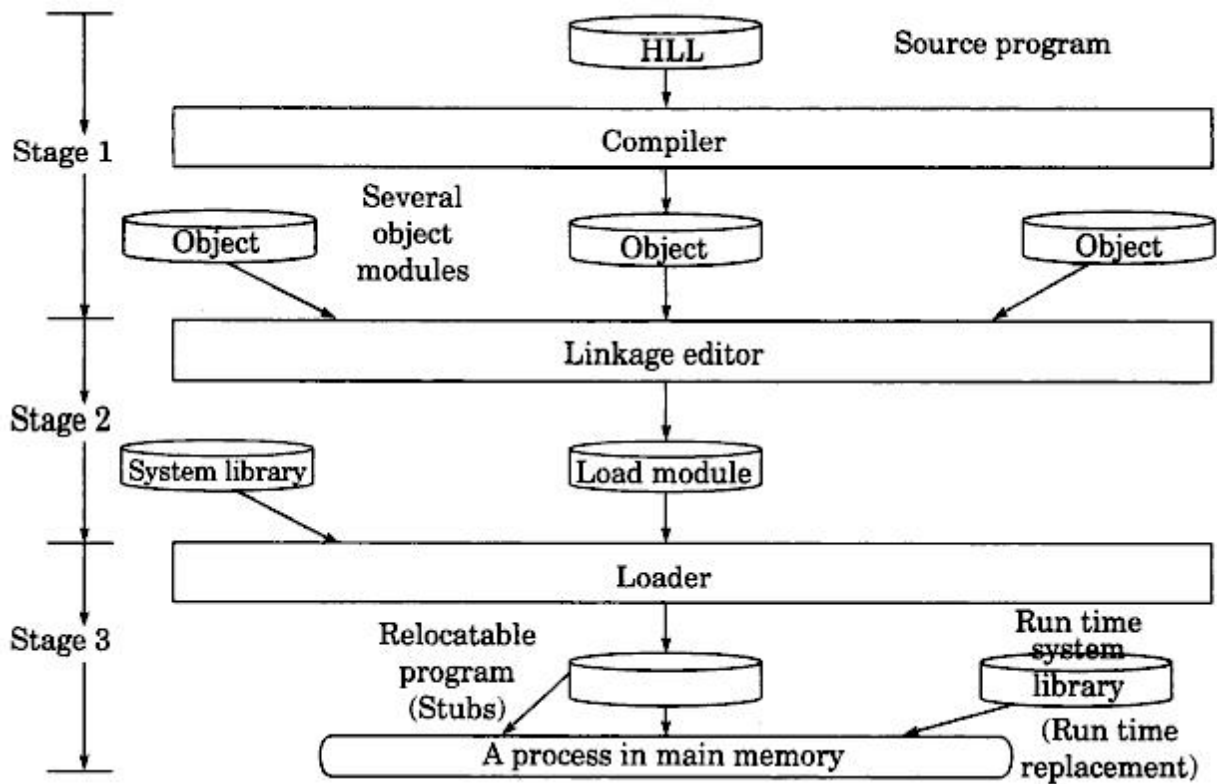 HLL
Source program
Compiler
Stage 1
Several
object
modules
Object
Object
Object
Linkage editor
Stage 2
System library
Load module
Loader
Stage 3
Relocatable
program
(Stubs)
Run time
system
library
(Run time
replacement)
A process in main memory